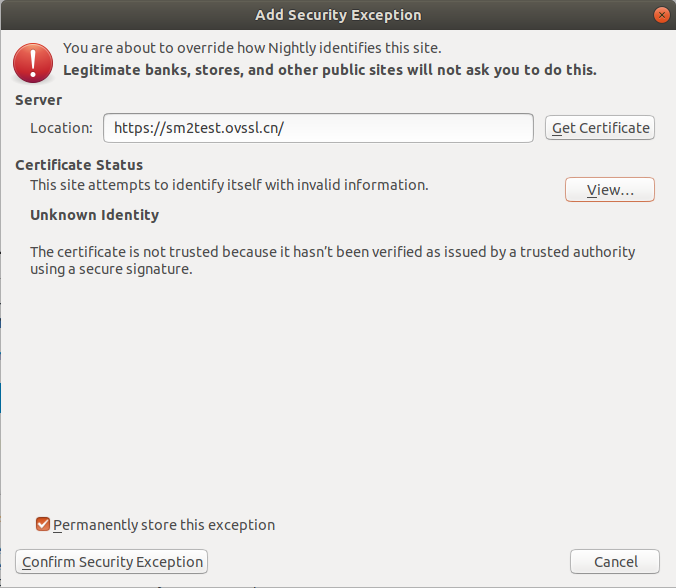 Add Security Exception
You are about to override how Nightly identifies this site.
Legitimate banks, stores, and other public sites will not ask you to do this.
Server
Location: https://sm2test.ovssl.cn/ Get Certificate
Certificate Status
This site attempts to identify itself with invalid information.
View...
Unknown Identity
The certificate is not trusted because it hasn't been verified as issued by a trusted authority
using a secure signature.
Permanently store this exception
Confirm Security Exception Cancel